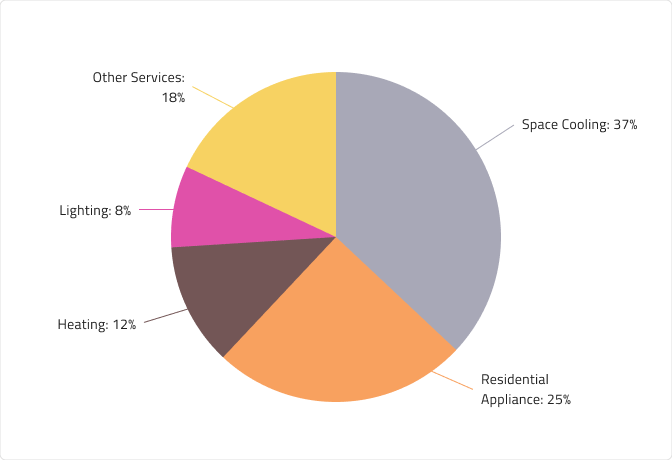 Other Services:
18%
Space Cooling: 37%
Lighting: 8%
Heating: 12%
Residential
Appliance: 25%